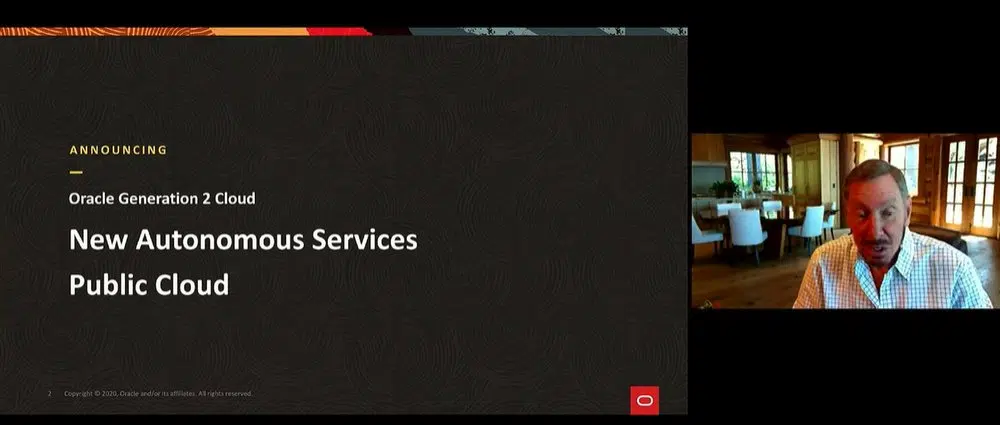 ANNOUNCING
Oracle Generation 2 Cloud
New Autonomous Services
Public Cloud
2 Copyright © 2020, Oracle and/or its affiliates. All rights reserved.